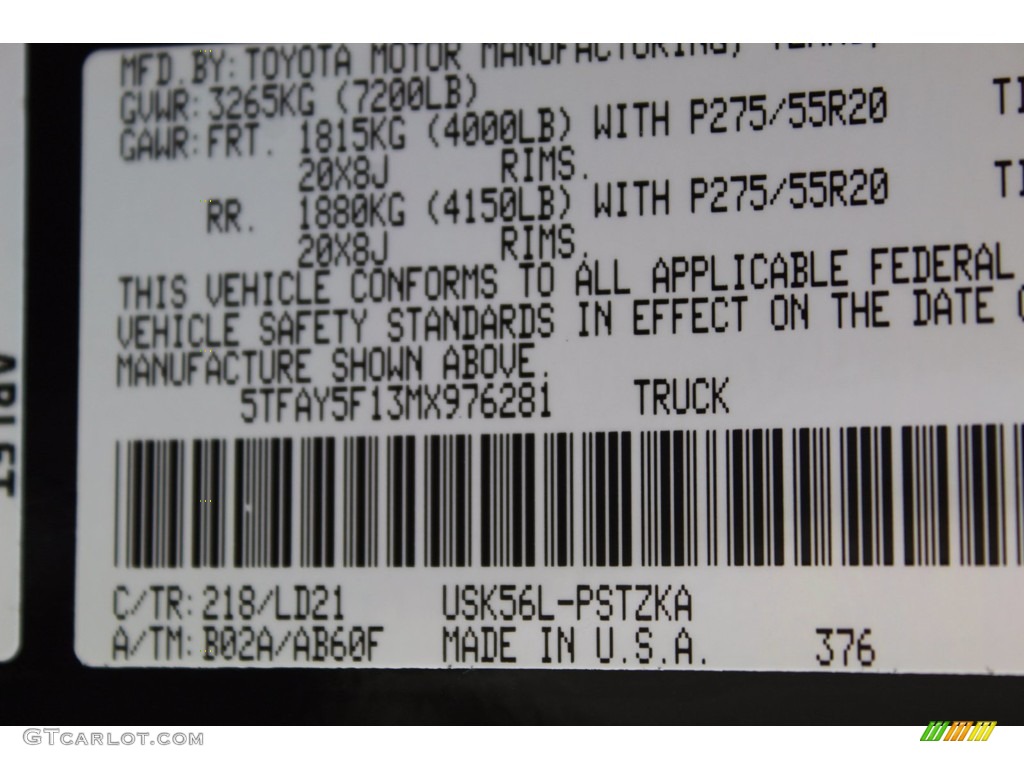 MFD.BY:TOYOTA MOTOR MANUFACTURING, TEXAS,
GVWR:3265KG (7200LB)
GAWR:FRT. 1815KG (4000LB) WITH P275/55R20 TI
20X8J RIMS.
RR. 1880KG (4150LB) WITH P275/55R20 TI
20X8J RIMS.
THIS VEHICLE CONFORMS TO ALL APPLICABLE FEDERAL
VEHICLE SAFETY STANDARDS IN EFFECT ON THE DATE
MANUFACTURE SHOWN ABOVE.
5TFAY5F13MX976281 TRUCK
C/TR:218/LD21 USK56L-PSTZKA
A/TM:B02A/AB60F MADE IN U.S.A. 376
GTCARLOT.COM